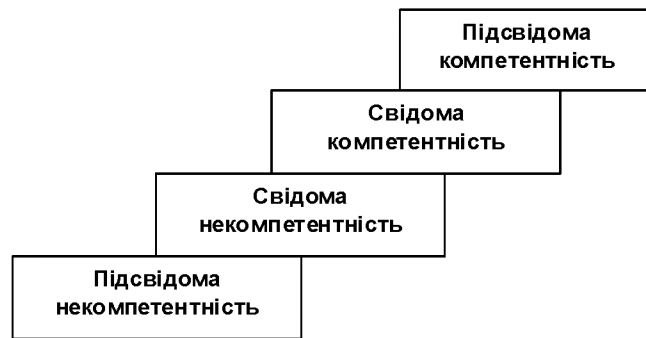 Підсвідома
компетентність
Свідома
компетентність
Свідома
некомпетентність
Підсвідома
некомпетентність